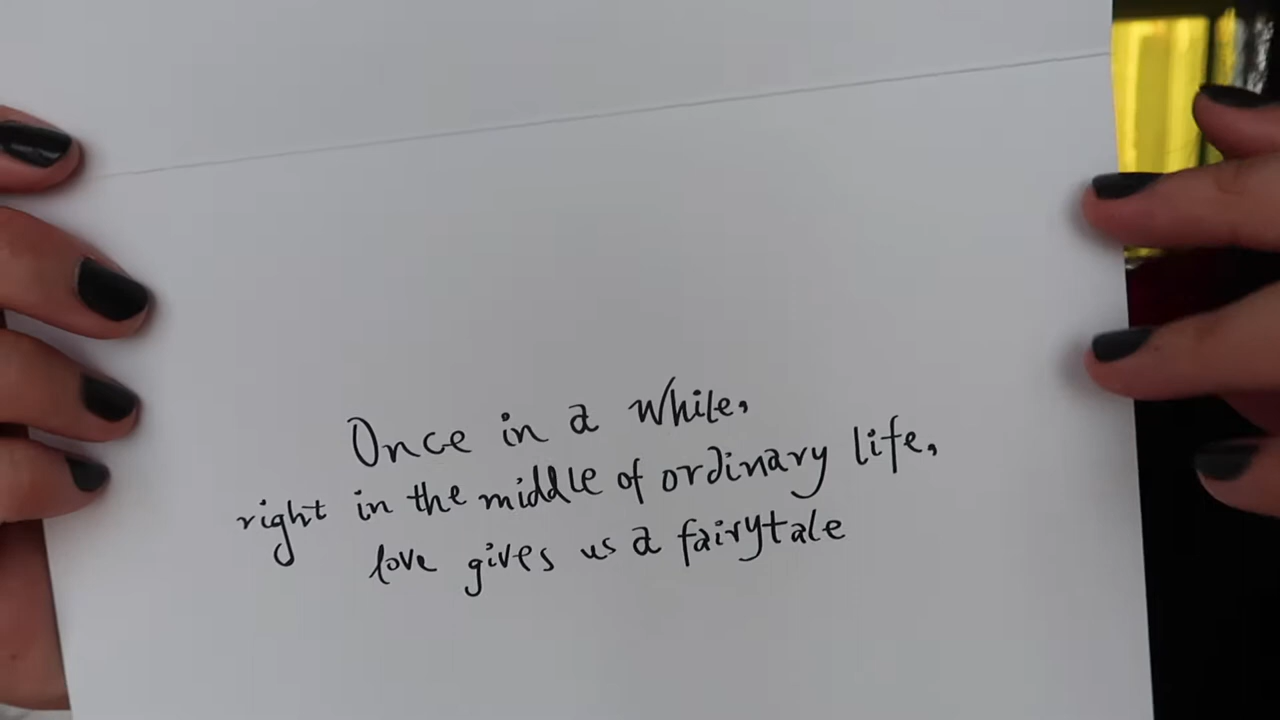 Once in a while,
right in the middle of ordinary life,
love gives us a fairytale